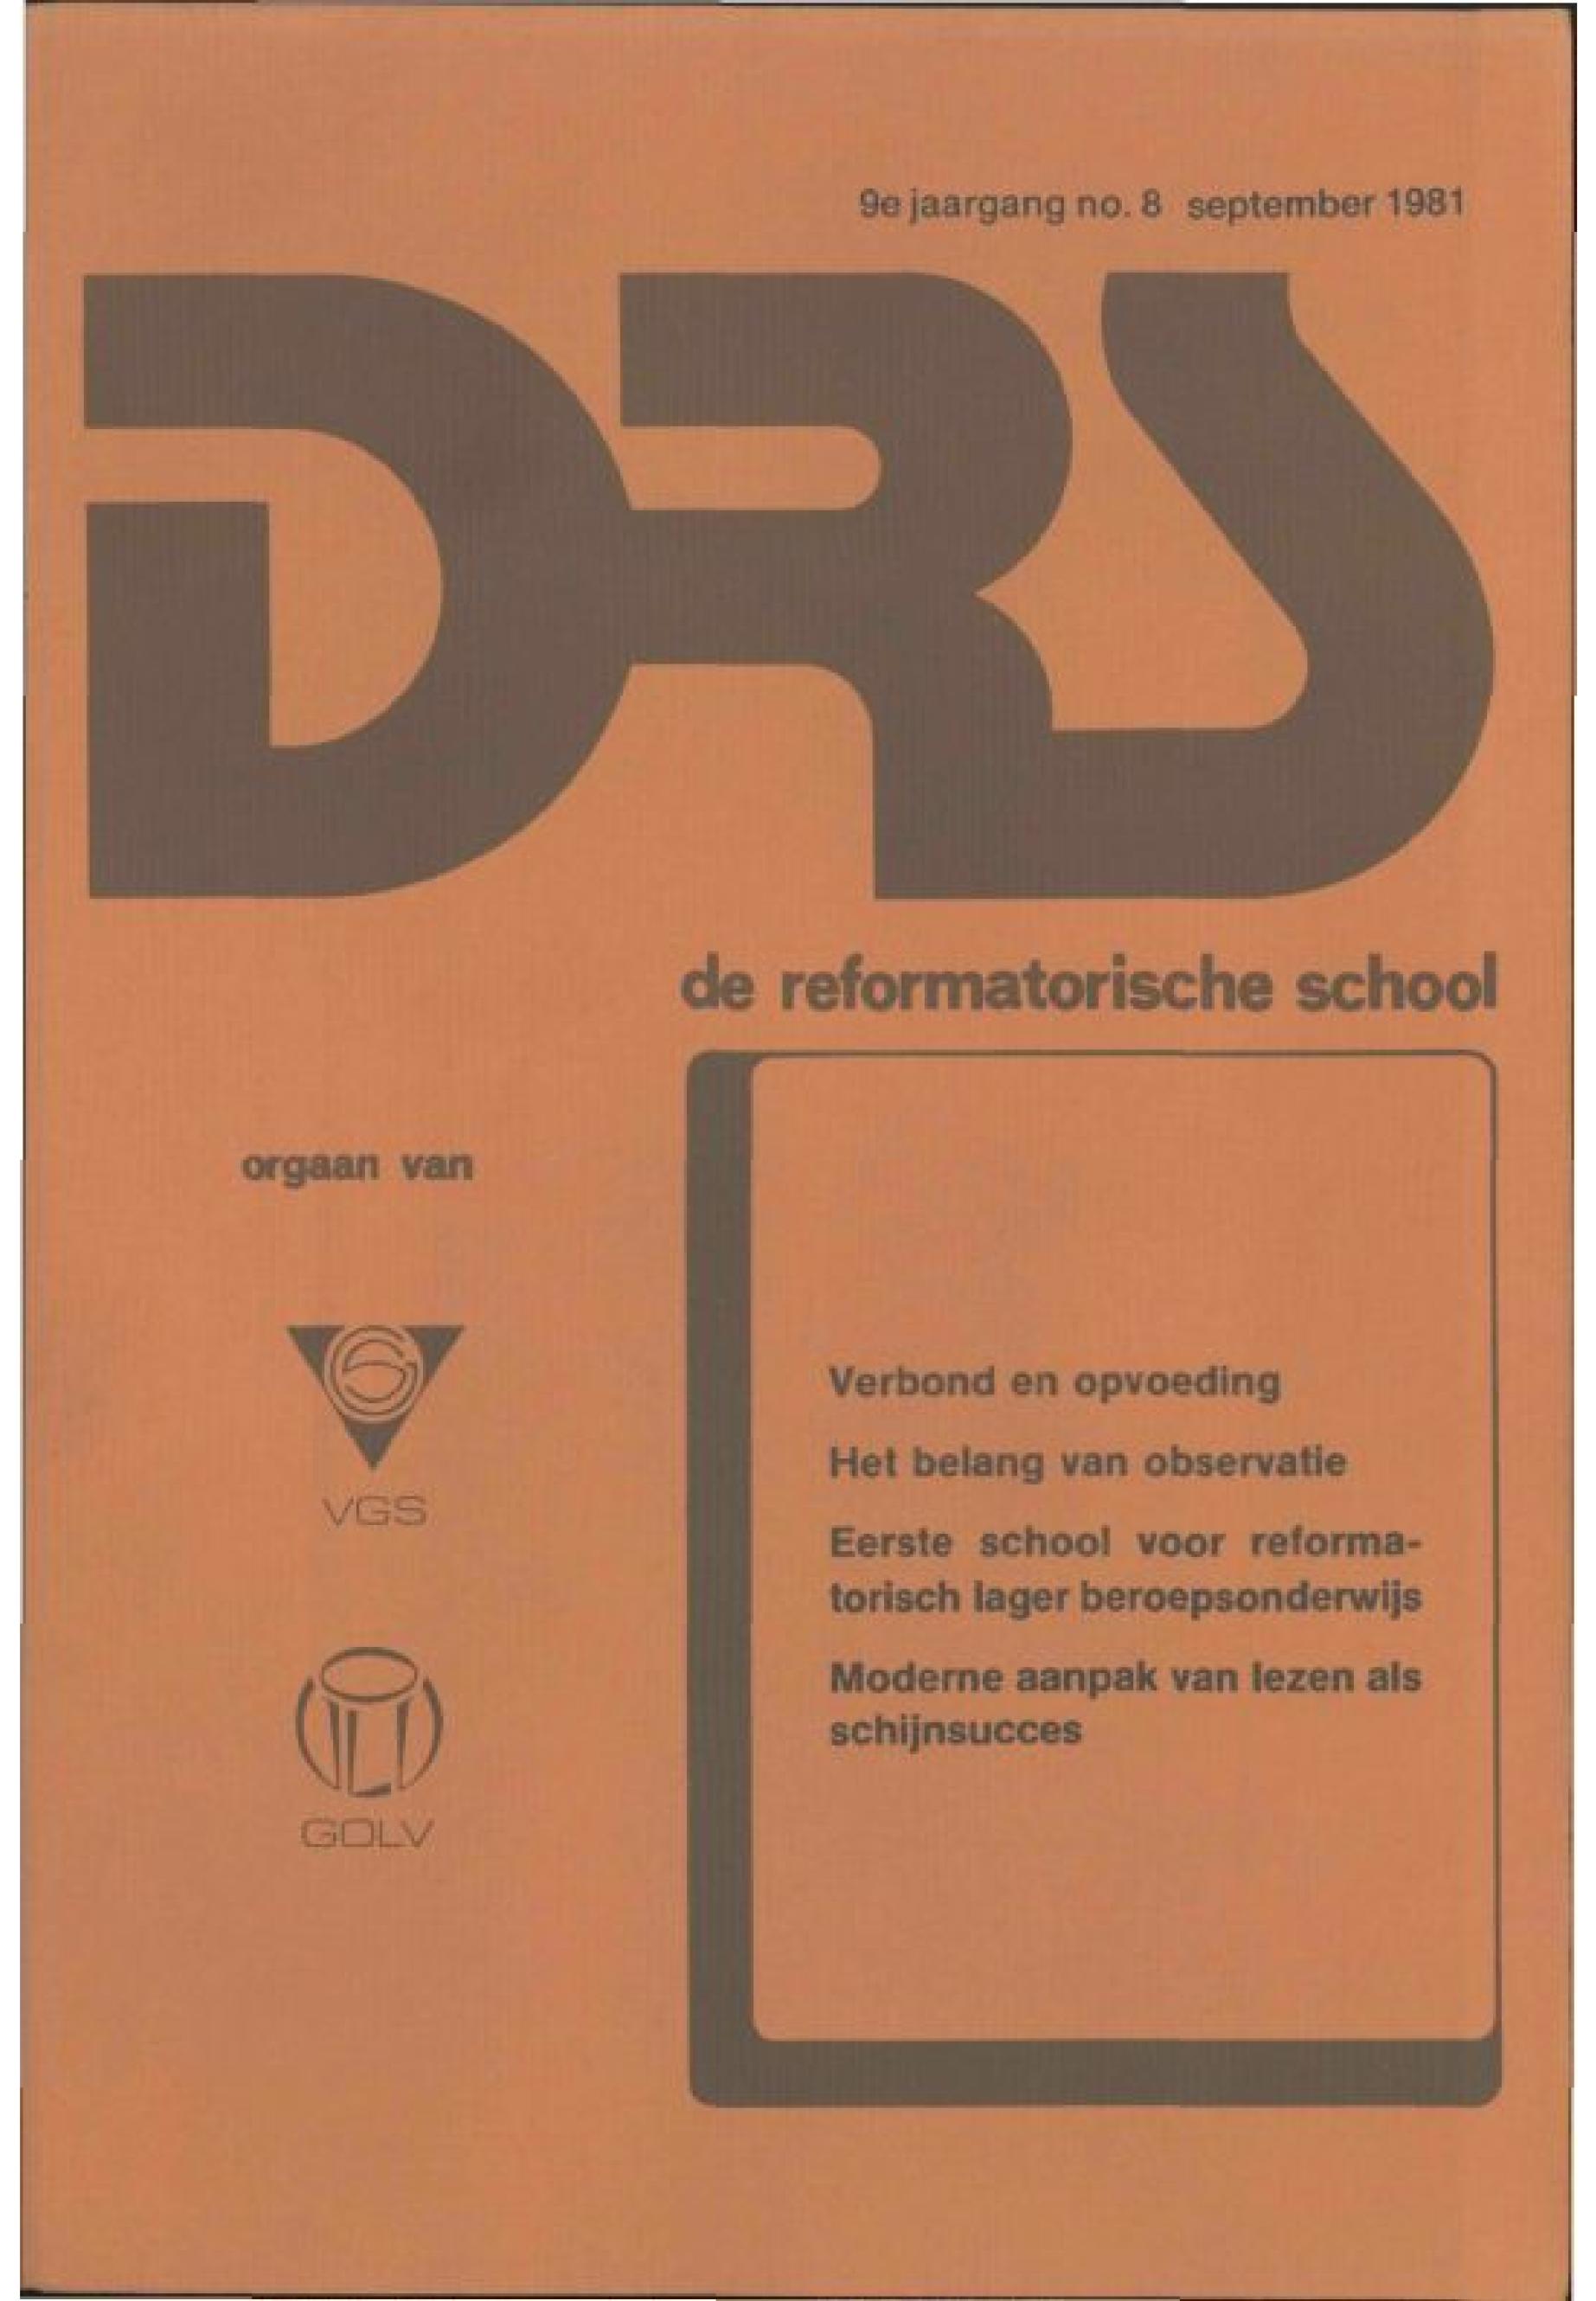 9e jaargang no. 8 september 1981
DRS
de reformatorische school
orgaan van
VGS
GOLV
Verbond en opvoeding
Het belang van observatie
Eerste school voor reforma-
torisch lager beroepsonderwijs
Moderne aanpak van lezen als
schijnsucces